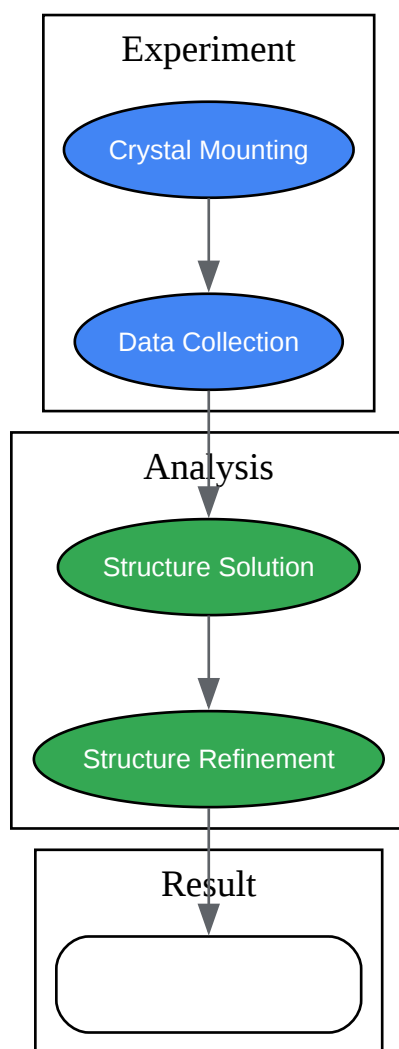 Experiment
Crystal Mounting
Data Collection
Analysis
Structure Solution
Structure Refinement
Result